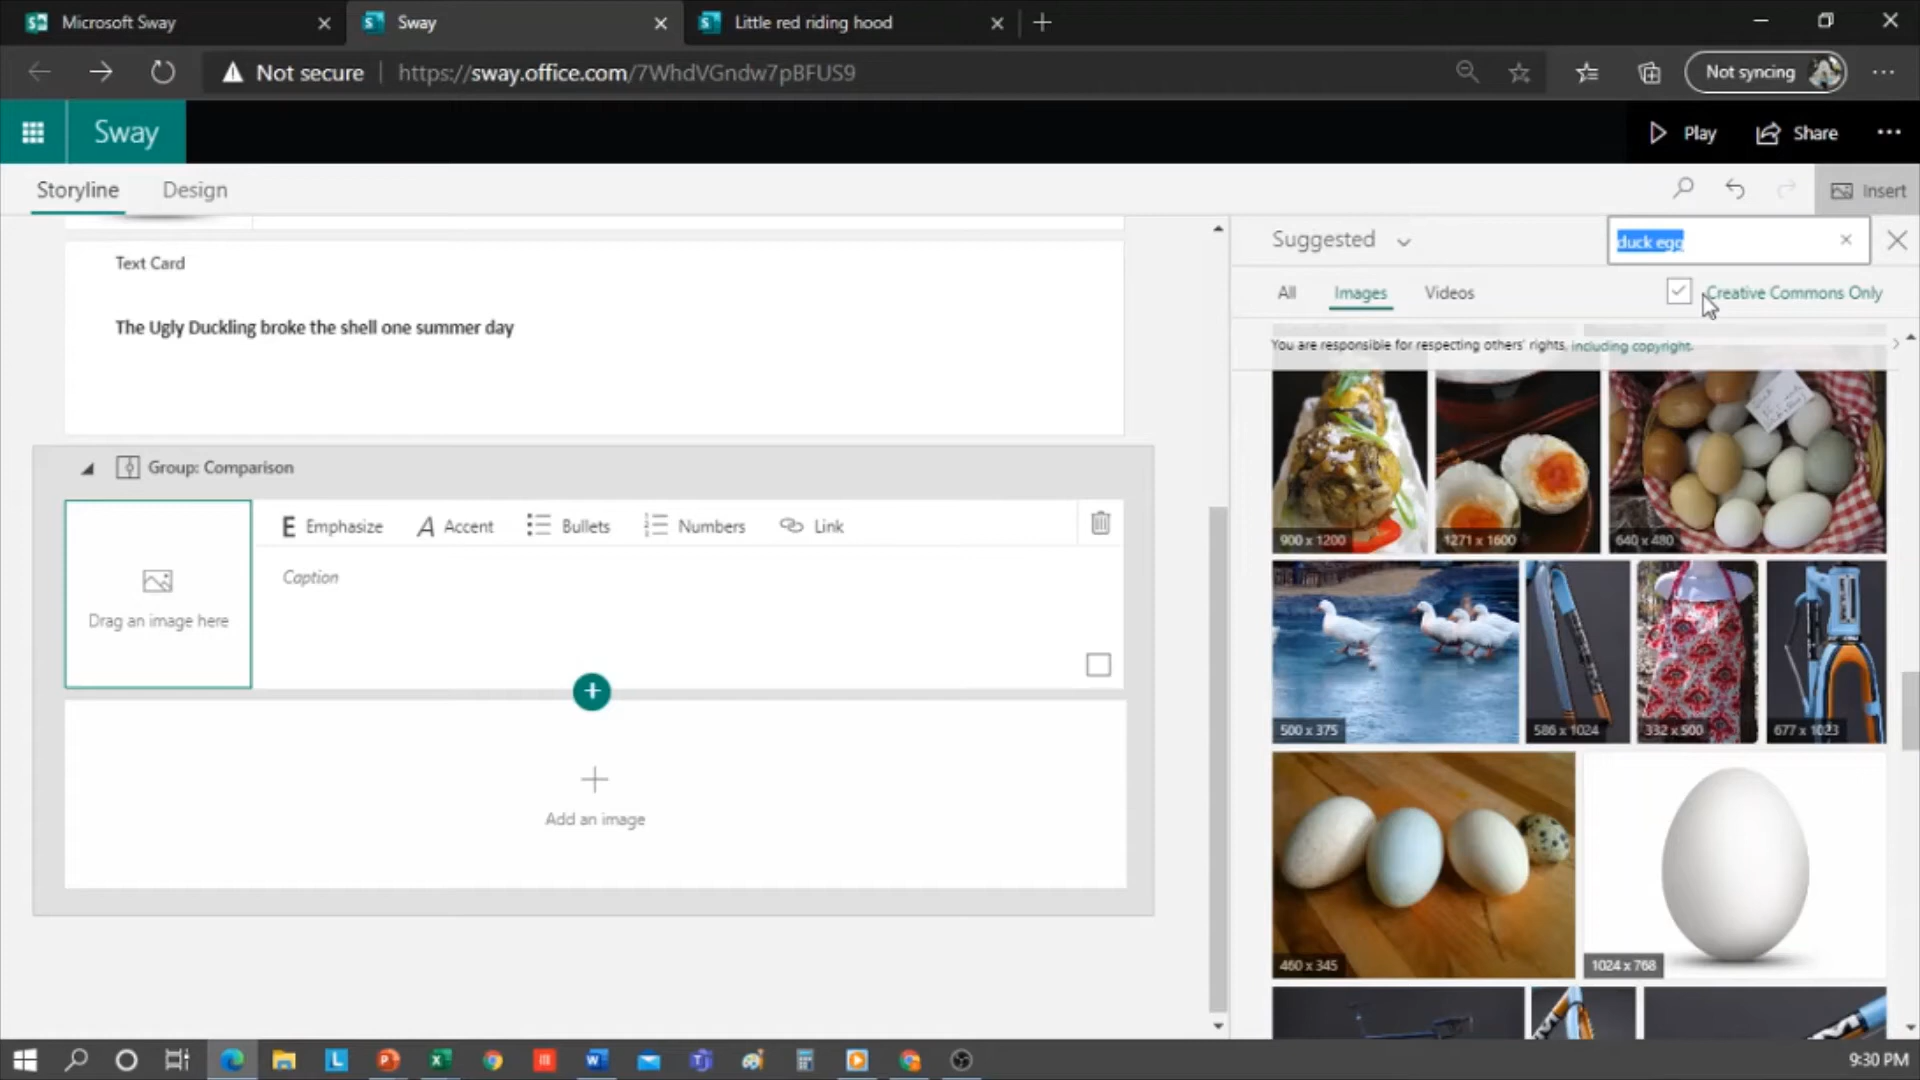 Microsoft Sway
Sway
Little red riding hood
Not secure
https://sway.office.com/7WhdVGndw7pBFUS9
Not syncing
Sway
Play
Share
Storyline
Design
Insert
Text Card
The Ugly Duckling broke the shell one summer day
Group: Comparison
Drag an image here
E Emphasize
A Accent
Bullets
Numbers
Link
Caption
Add an image
Suggested
duck egg
All
Images
Videos
Creative Commons Only
You are responsible for respecting others' rights, including copyright.
900 x 1200
1271 x 1600
640 x 480
500 x 375
586 x 1024
332 x 500
677 x 1023
460 x 345
1024 x 768
9:30 PM